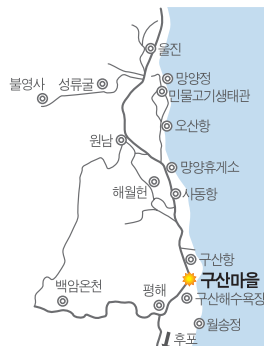 울진
망양정
불영사
성류굴
민물고기생태관
오산항
원남
망양휴게소
해월헌
사동항
구산항
구산마을
백암온천
평해
구산해수욕장
월송정
후포